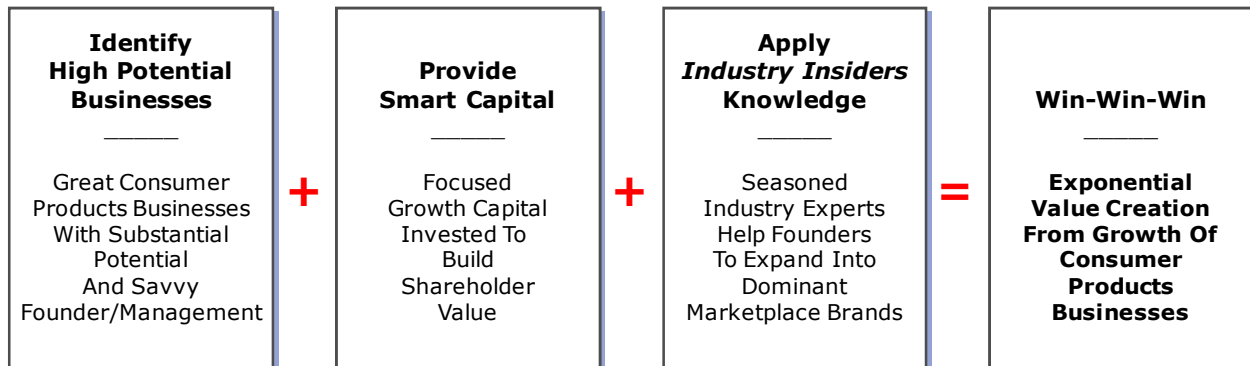 Identify
High Potential
Businesses
_____
Great Consumer
Products Businesses
With Substantial
Potential
And Savvy
Founder/Management
+
Provide
Smart Capital
_____
Focused
Growth Capital
Invested To
Build
Shareholder
Value
+
Apply
Industry Insiders
Knowledge
_____
Seasoned
Industry Experts
Help Founders
To Expand Into
Dominant
Marketplace Brands
=
Win-Win-Win
_____
Exponential
Value Creation
From Growth Of
Consumer
Products
Businesses